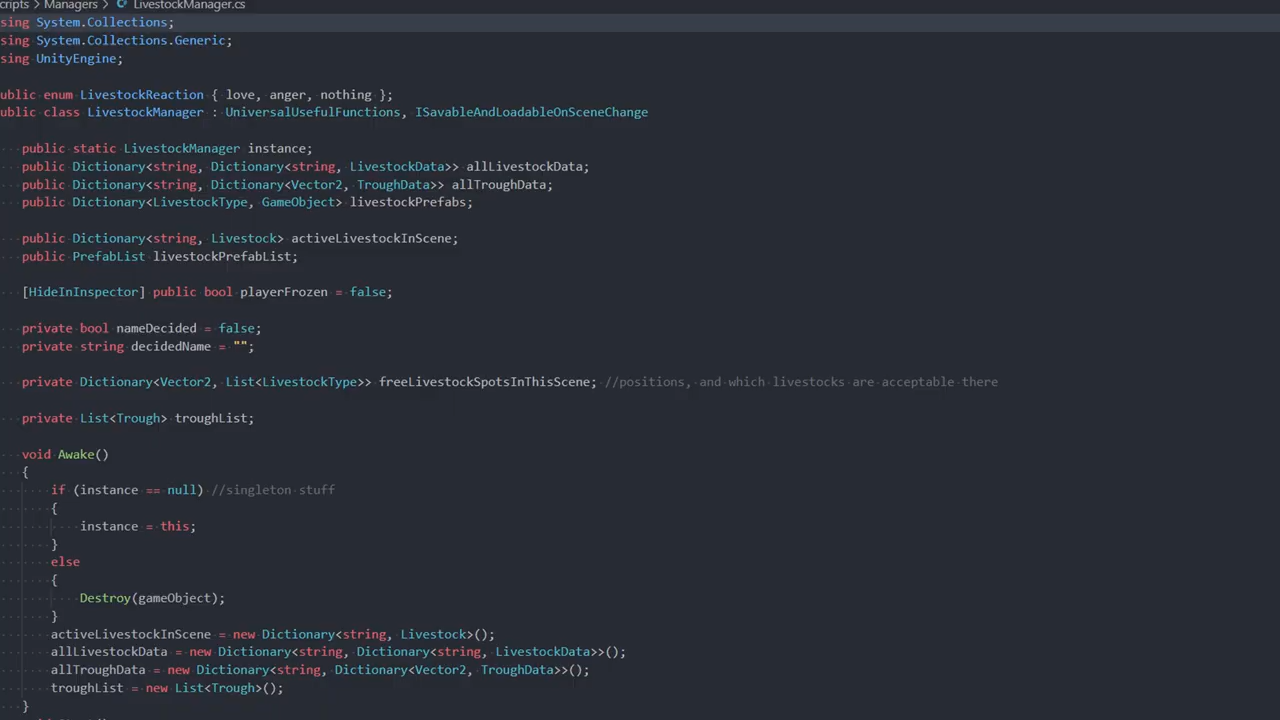 cripts > Managers > LivestockManager.cs
sing System.Collections;
sing System.Collections.Generic;
sing UnityEngine;
ublic enum LivestockReaction { love, anger, nothing };
ublic class LivestockManager : UniversalUsefulFunctions, ISavableAndLoadableOnSceneChange
public static LivestockManager instance;
public Dictionary<string, Dictionary<string, LivestockData>> allLivestockData;
public Dictionary<string, Dictionary<Vector2, TroughData>> allTroughData;
public Dictionary<LivestockType, GameObject> livestockPrefabs;
public Dictionary<string, Livestock> activeLivestockInScene;
public PrefabList livestockPrefabList;
[HideInInspector] public bool playerFrozen = false;
private bool nameDecided = false;
private string decidedName = "";
private Dictionary<Vector2, List<LivestockType>> freeLivestockSpotsInThisScene; //positions, and which livestocks are acceptable there
private List<Trough> troughList;
void Awake()
{
if (instance == null) //singleton stuff
{
instance = this;
}
else
{
Destroy(gameObject);
}
activeLivestockInScene = new Dictionary<string, Livestock>();
allLivestockData = new Dictionary<string, Dictionary<string, LivestockData>>();
allTroughData = new Dictionary<string, Dictionary<Vector2, TroughData>>();
troughList = new List<Trough>();
}